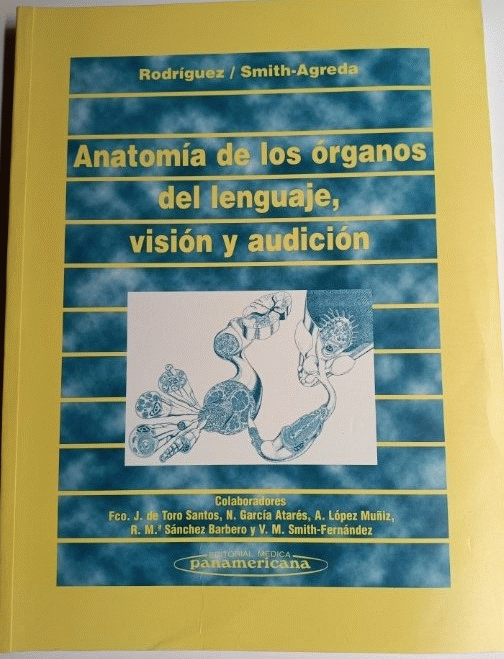 Rodríguez / Smith-Agreda
Anatomía de los órganos
del lenguaje,
visión y audición
Colaboradores
Fco. J. de Toro Santos, N. García Atarés, A. López Muñiz,
R. M.ª Sánchez Barbero y V. M. Smith-Fernández
EDITORIAL MEDICA
panamericana